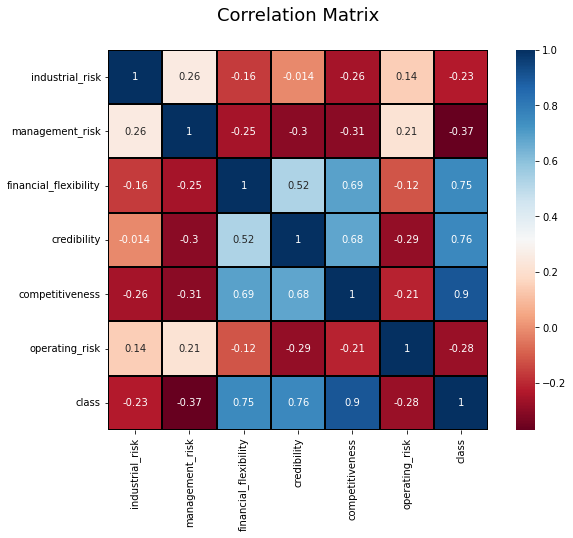 Correlation Matrix
industrial_risk 1 0.26 -0.16 -0.014 -0.26 0.14 -0.23
management_risk 0.26 1 -0.25 -0.3 -0.31 0.21 -0.37
financial_flexibility -0.16 -0.25 1 0.52 0.69 -0.12 0.75
credibility -0.014 -0.3 0.52 1 0.68 -0.29 0.76
competitiveness -0.26 -0.31 0.69 0.68 1 -0.21 0.9
operating_risk 0.14 0.21 -0.12 -0.29 -0.21 1 -0.28
class -0.23 -0.37 0.75 0.76 0.9 -0.28 1
industrial_risk
management_risk
financial_flexibility
credibility
competitiveness
operating_risk
class
1.0
0.8
0.6
0.4
0.2
0.0
−0.2